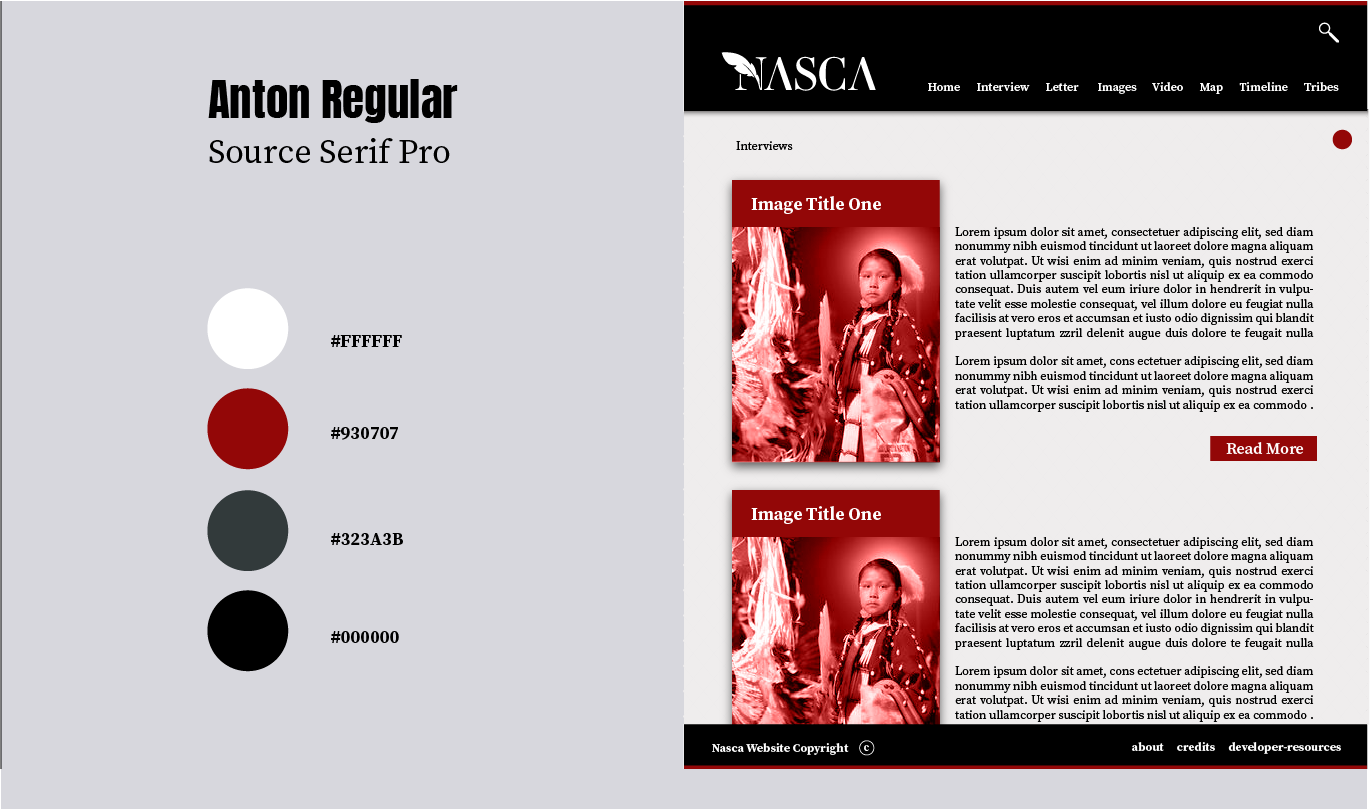 Anton Regular
Source Serif Pro
#FFFFFF
#930707
#323A3B
#000000
NASCA
Home Interview Letter Images Video Map Timeline Tribes
Interviews
Image Title One
Lorem ipsum dolor sit amet, consectetuer adipiscing elit, sed diam
nonummy nibh euismod tincidunt ut laoreet dolore magna aliquam
erat volutpat. Ut wisi enim ad minim veniam, quis nostrud exerci
tation ullamcorper suscipit lobortis nisl ut aliquip ex ea commodo
consequat. Duis autem vel eum iriure dolor in hendrerit in vulpu-
tate velit esse molestie consequat, vel illum dolore eu feugiat nulla
facilisis at vero eros et accumsan et iusto odio dignissim qui blandit
praesent luptatum zzril delenit augue duis dolore te feugait nulla
Lorem ipsum dolor sit amet, cons ectetuer adipiscing elit, sed diam
nonummy nibh euismod tincidunt ut laoreet dolore magna aliquam
erat volutpat. Ut wisi enim ad minim veniam, quis nostrud exerci
tation ullamcorper suscipit lobortis nisl ut aliquip ex ea commodo .
Read More
Image Title One
Lorem ipsum dolor sit amet, consectetuer adipiscing elit, sed diam
nonummy nibh euismod tincidunt ut laoreet dolore magna aliquam
erat volutpat. Ut wisi enim ad minim veniam, quis nostrud exerci
tation ullamcorper suscipit lobortis nisl ut aliquip ex ea commodo
consequat. Duis autem vel eum iriure dolor in hendrerit in vulpu-
tate velit esse molestie consequat, vel illum dolore eu feugiat nulla
facilisis at vero eros et accumsan et iusto odio dignissim qui blandit
praesent luptatum zzril delenit augue duis dolore te feugait nulla
Lorem ipsum dolor sit amet, cons ectetuer adipiscing elit, sed diam
nonummy nibh euismod tincidunt ut laoreet dolore magna aliquam
erat volutpat. Ut wisi enim ad minim veniam, quis nostrud exerci
tation ullamcorper suscipit lobortis nisl ut aliquip ex ea commodo .
Nasca Website Copyright ©
about credits developer-resources